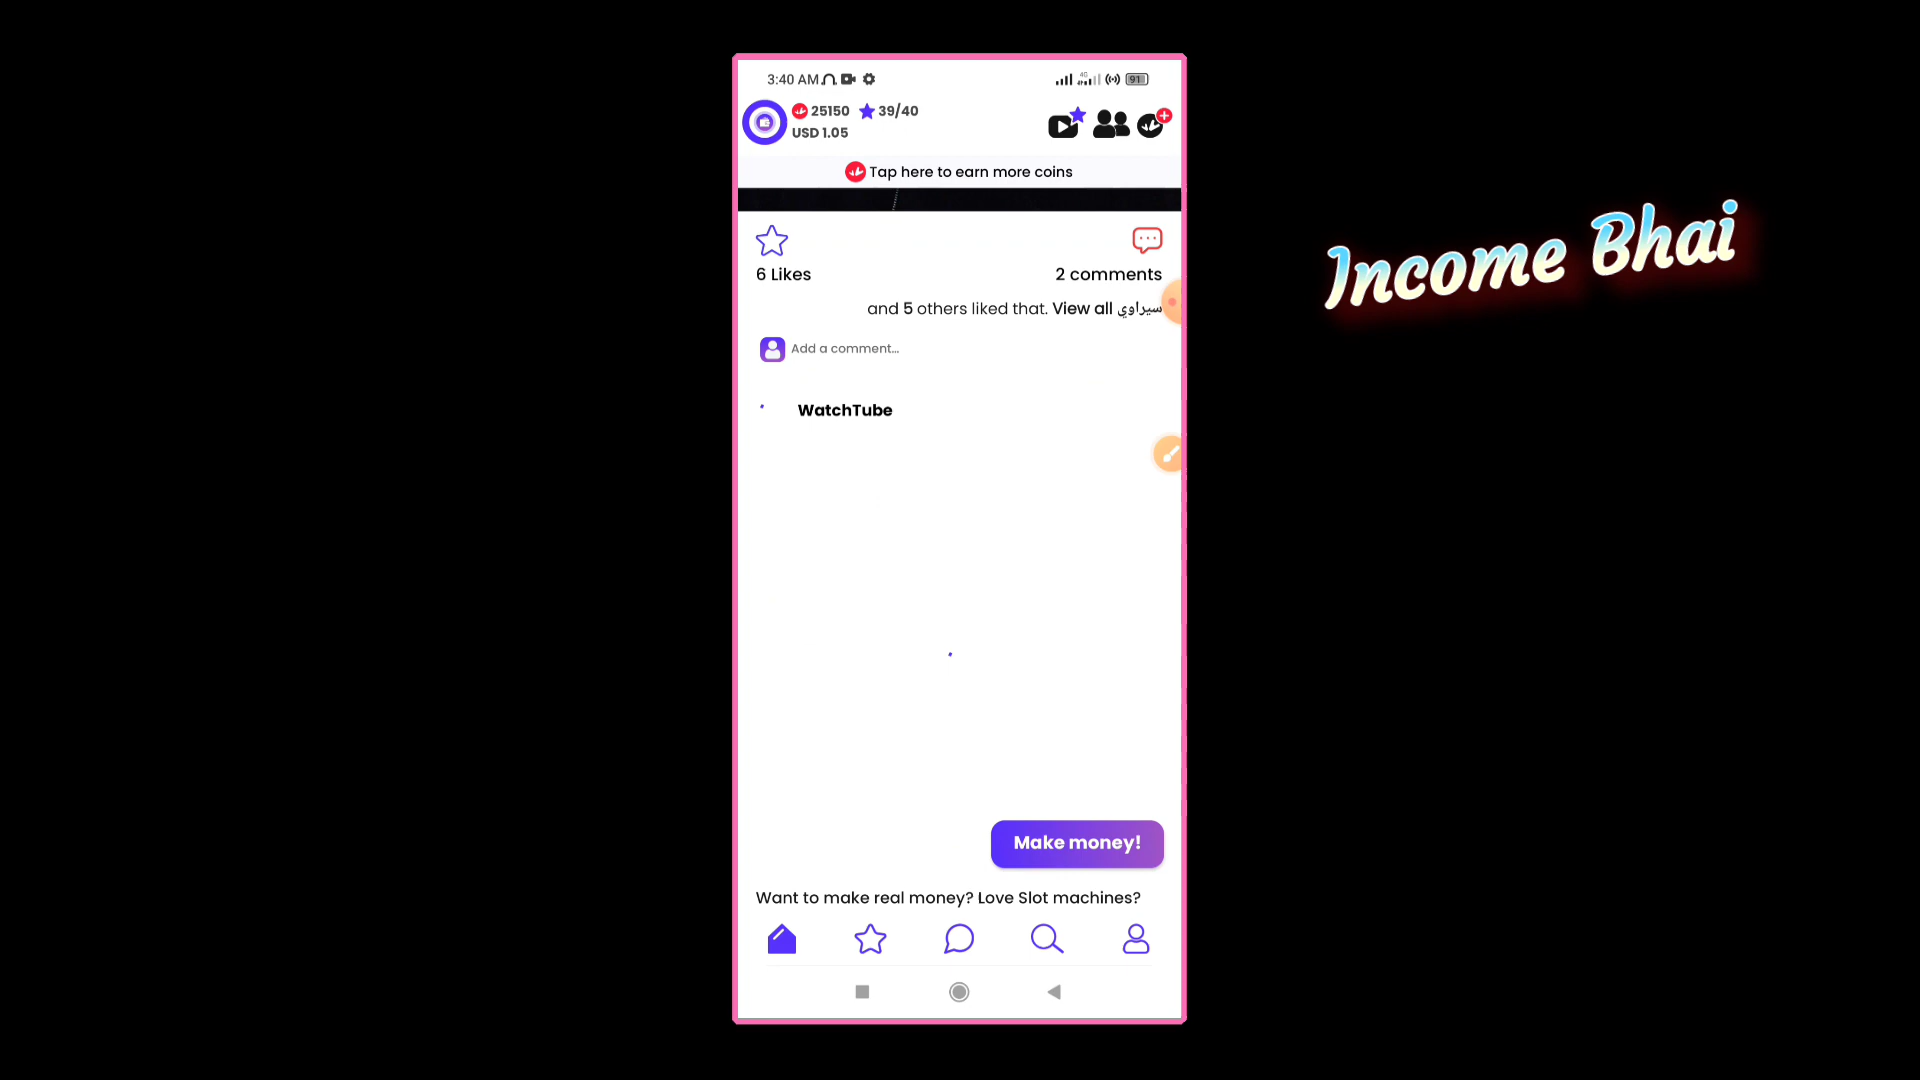 3:40 AM
4G
91
25150 39/40
USD 1.05
Tap here to earn more coins
6 Likes
2 comments
and 5 others liked that. View all سيراوي
Add a comment...
WatchTube
Make money!
Want to make real money? Love Slot machines?
Income Bhai